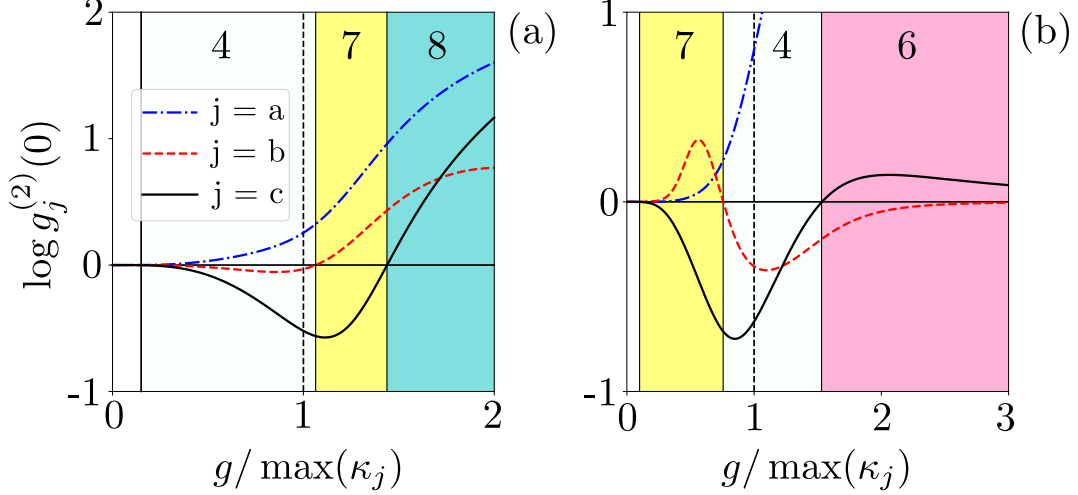 2
1
0
-1
0
1
2
log g_j^{(2)}(0)
g/ max(κ_j)
4
7
8
(a)
j = a
j = b
j = c
1
0
-1
0
1
2
3
g/ max(κ_j)
7
4
6
(b)